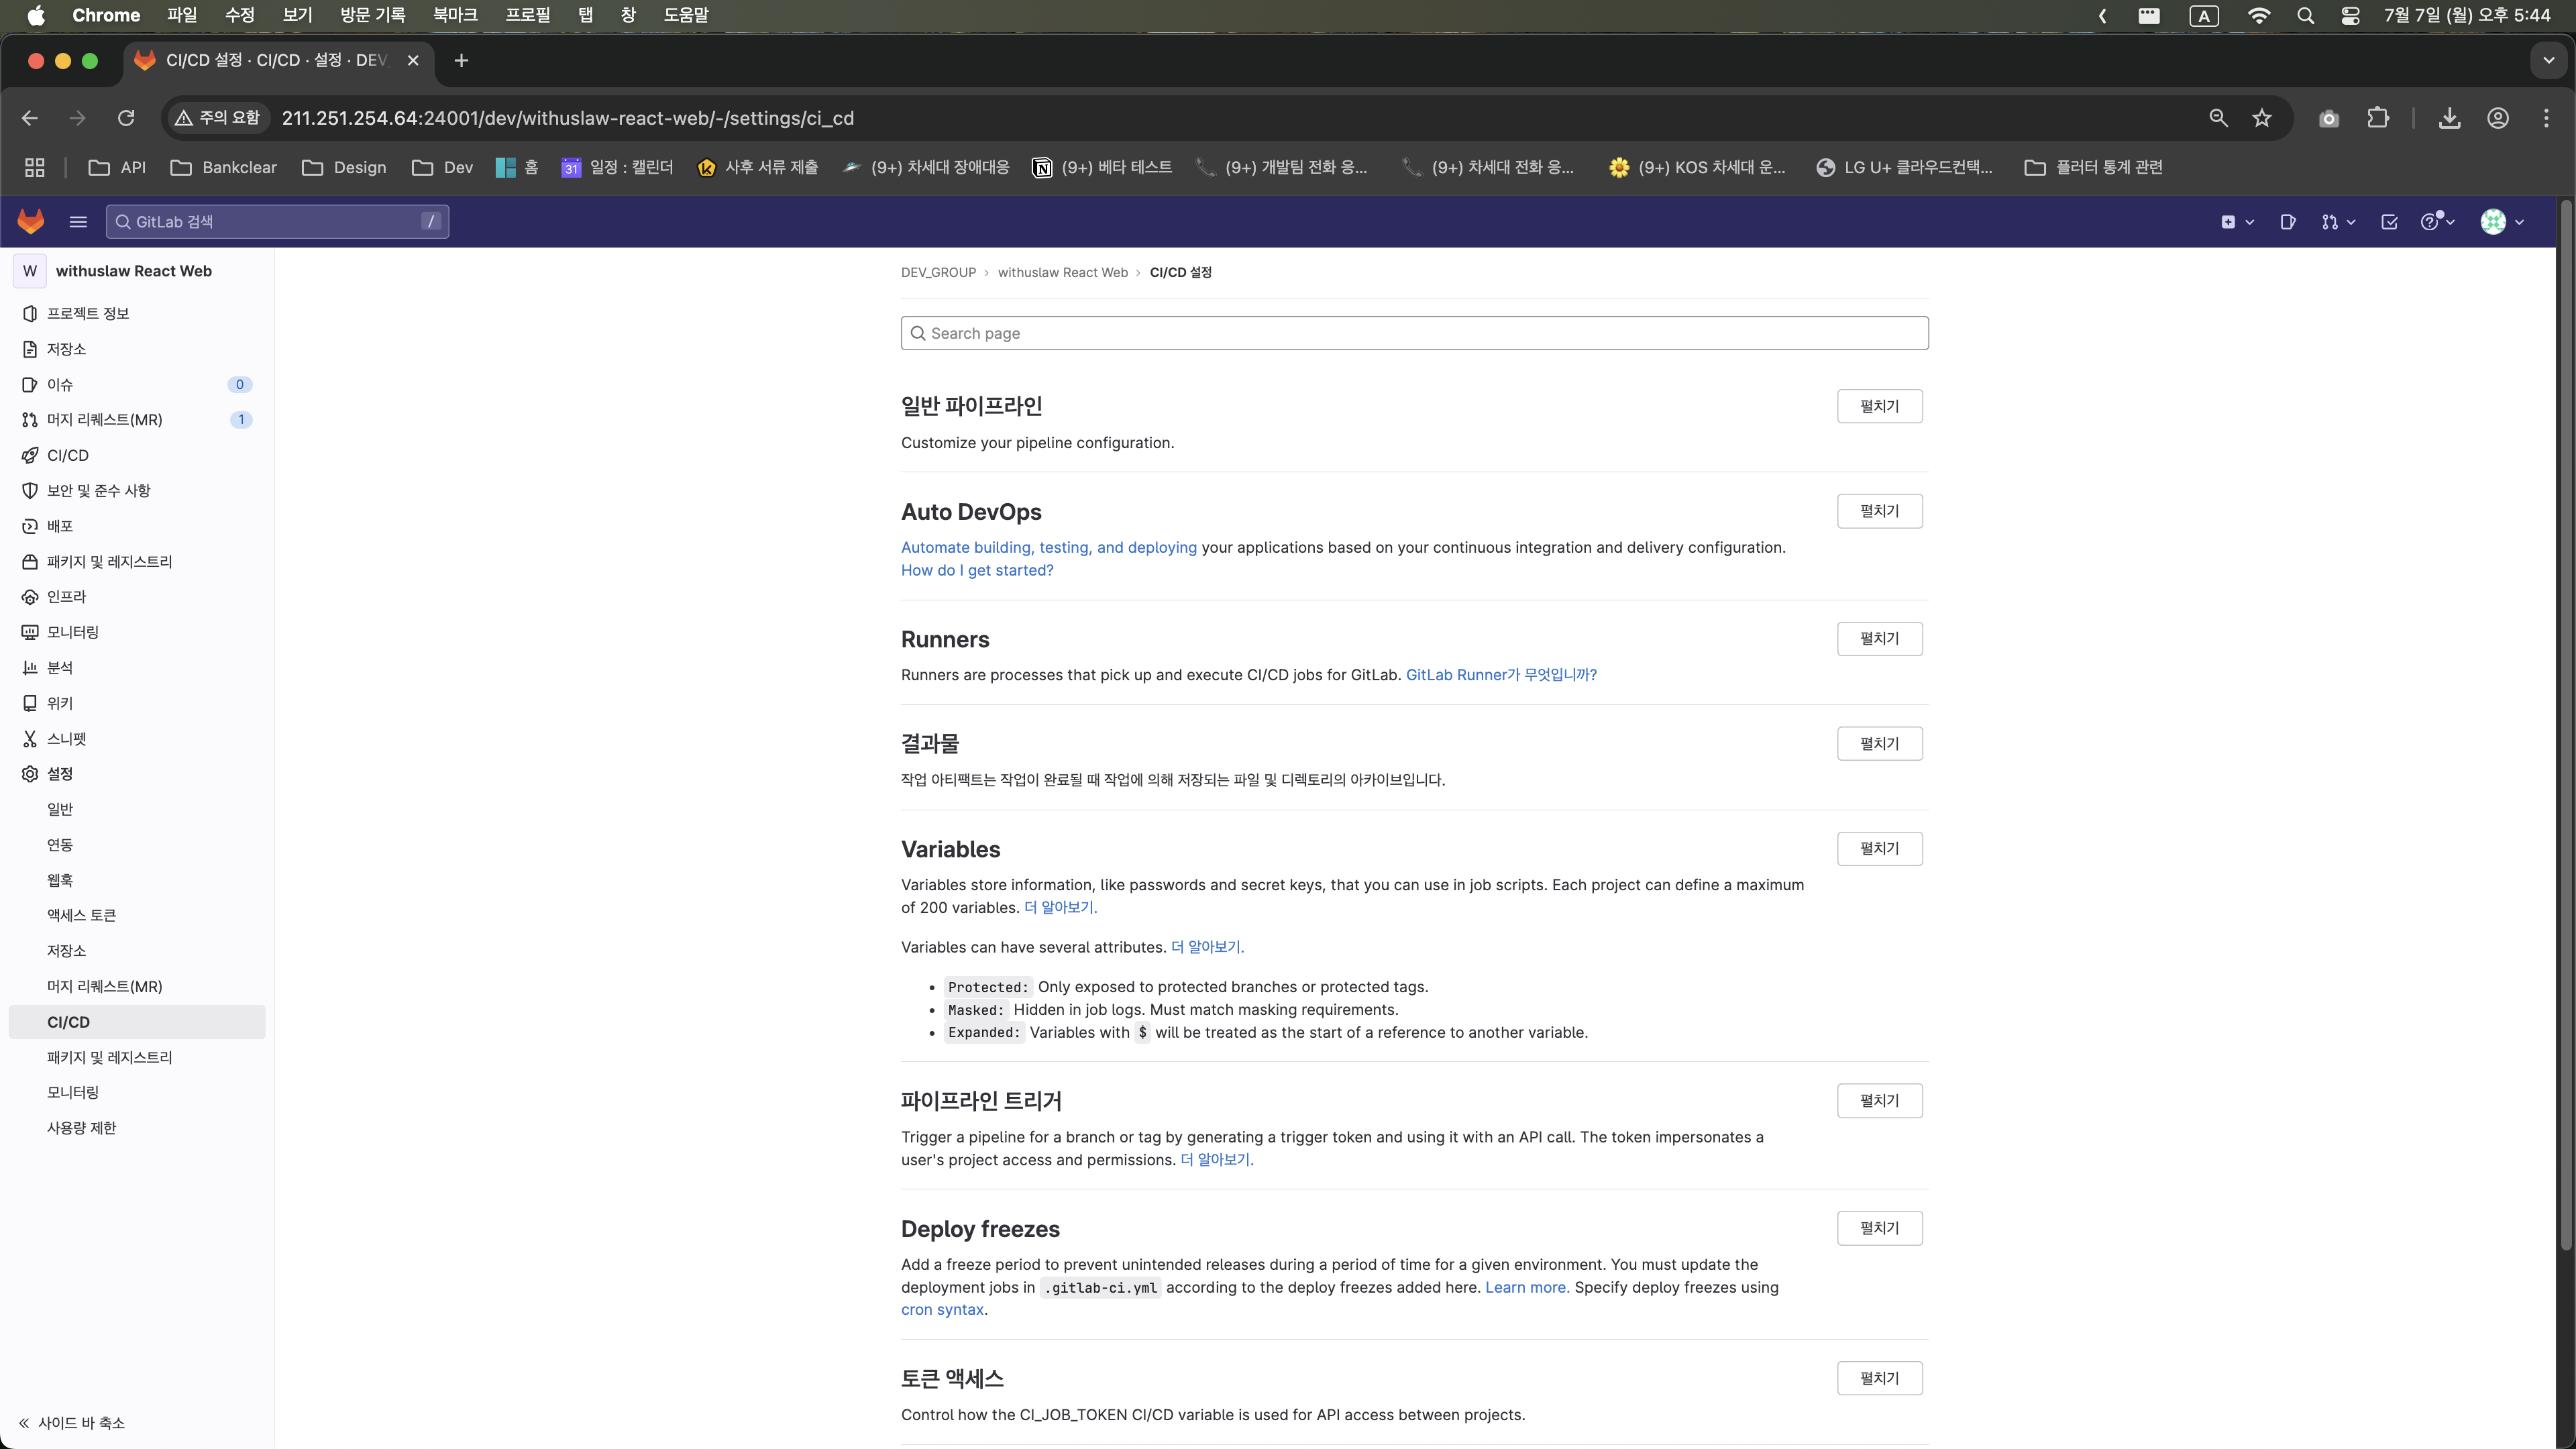 Chrome 파일 수정 보기 방문 기록 북마크 프로필 탭 창 도움말 A 7월 7일 (월) 오후 5:44
CI/CD 설정 · CI/CD · 설정 · DEV
주의 요함 211.251.254.64:24001/dev/withuslaw-react-web/-/settings/ci_cd
API Bankclear Design Dev 홈 31 일정 : 캘린더 사후 서류 제출 (9+) 차세대 장애대응 (9+) 베타 테스트 (9+) 개발팀 전화 응... (9+) 차세대 전화 응... (9+) KOS 차세대 운... LG U+ 클라우드컨택... 플러터 통계 관련
GitLab 검색 /
W withuslaw React Web
프로젝트 정보
저장소
이슈 0
머지 리퀘스트(MR) 1
CI/CD
보안 및 준수 사항
배포
패키지 및 레지스트리
인프라
모니터링
분석
위키
스니펫
설정
일반
연동
웹훅
액세스 토큰
저장소
머지 리퀘스트(MR)
CI/CD
패키지 및 레지스트리
모니터링
사용량 제한
사이드 바 축소
DEV_GROUP › withuslaw React Web › CI/CD 설정
Search page
일반 파이프라인 펼치기
Customize your pipeline configuration.
Auto DevOps 펼치기
Automate building, testing, and deploying your applications based on your continuous integration and delivery configuration.
How do I get started?
Runners 펼치기
Runners are processes that pick up and execute CI/CD jobs for GitLab. GitLab Runner가 무엇입니까?
결과물 펼치기
작업 아티팩트는 작업이 완료될 때 작업에 의해 저장되는 파일 및 디렉토리의 아카이브입니다.
Variables 펼치기
Variables store information, like passwords and secret keys, that you can use in job scripts. Each project can define a maximum
of 200 variables. 더 알아보기.
Variables can have several attributes. 더 알아보기.
• Protected: Only exposed to protected branches or protected tags.
• Masked: Hidden in job logs. Must match masking requirements.
• Expanded: Variables with $ will be treated as the start of a reference to another variable.
파이프라인 트리거 펼치기
Trigger a pipeline for a branch or tag by generating a trigger token and using it with an API call. The token impersonates a
user's project access and permissions. 더 알아보기.
Deploy freezes 펼치기
Add a freeze period to prevent unintended releases during a period of time for a given environment. You must update the
deployment jobs in .gitlab-ci.yml according to the deploy freezes added here. Learn more. Specify deploy freezes using
cron syntax.
토큰 액세스 펼치기
Control how the CI_JOB_TOKEN CI/CD variable is used for API access between projects.